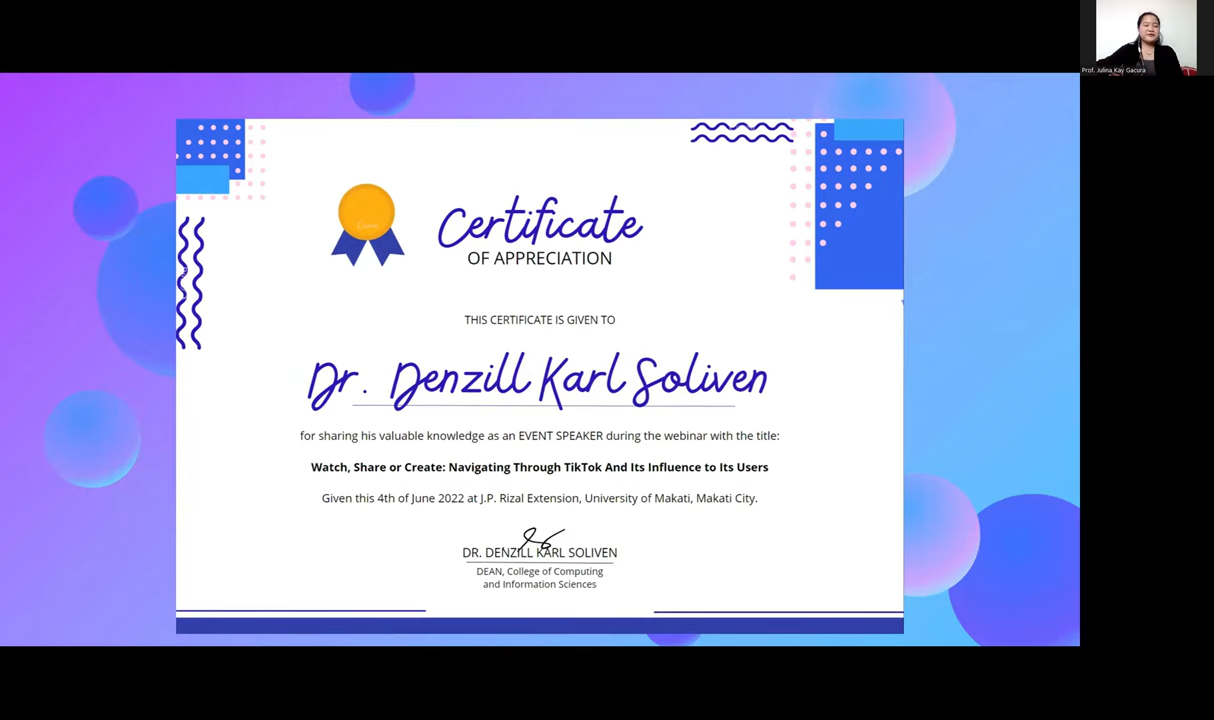 Prof. Julina Kay Gacura
Certificate
OF APPRECIATION
THIS CERTIFICATE IS GIVEN TO
Dr. Denzill Karl Soliven
for sharing his valuable knowledge as an EVENT SPEAKER during the webinar with the title:
Watch, Share or Create: Navigating Through TikTok And Its Influence to Its Users
Given this 4th of June 2022 at J.P. Rizal Extension, University of Makati, Makati City.
DR. DENZILL KARL SOLIVEN
DEAN, College of Computing
and Information Sciences